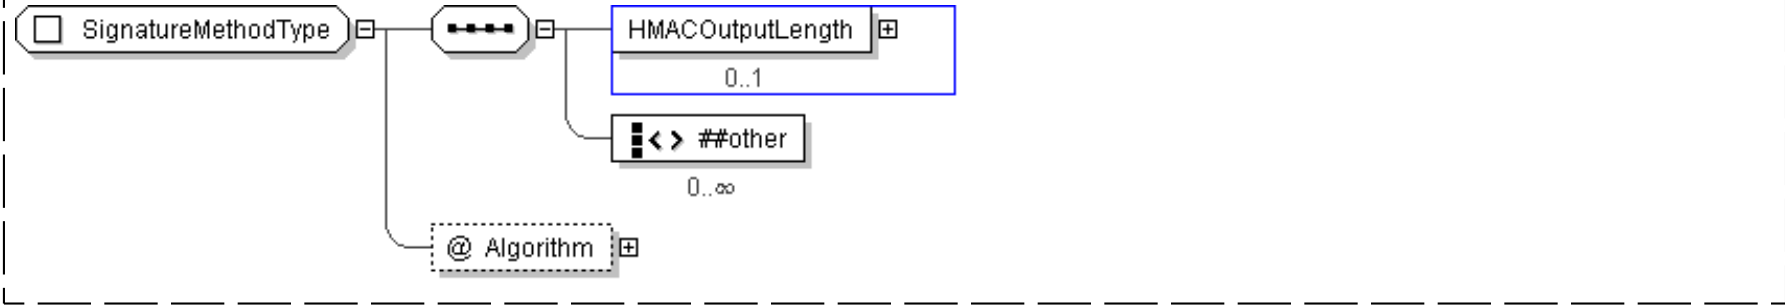 SignatureMethodType
HMACOutputLength
0..1
##other
0..∞
@ Algorithm